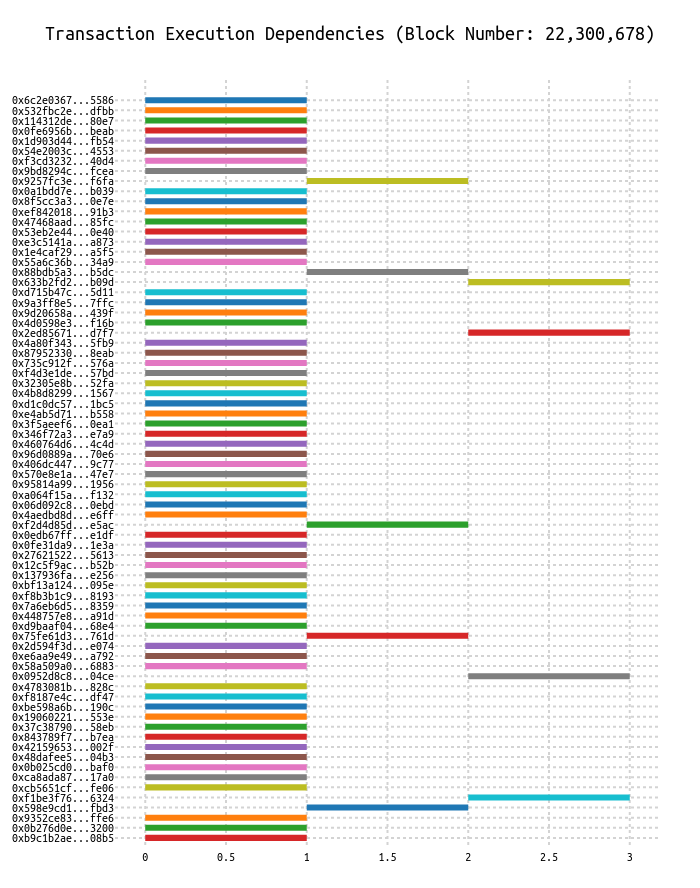 Transaction Execution Dependencies (Block Number: 22,300,678)
0x6c2e0367...5586
0x532fbc2e...dfbb
0x114312de...80e7
0x0fe6956b...beab
0x1d903d44...fb54
0x54e2003c...4553
0xf3cd3232...40d4
0x9bd8294c...fcea
0x9257fc3e...f6fa
0x0a1bdd7e...b039
0x8f5cc3a3...0e7e
0xef842018...91b3
0x47468aad...85fc
0x53eb2e44...0e40
0xe3c5141a...a873
0x1e4caf29...a5f5
0x55a6c36b...34a9
0x88bdb5a3...b5dc
0x633b2fd2...b09d
0xd715b47c...5d11
0x9a3ff8e5...7ffc
0x9d20658a...439f
0x4d0598e3...f16b
0x2ed85671...d7f7
0x4a80f343...5fb9
0x87952330...8eab
0x735c912f...576a
0xf4d3e1de...57bd
0x32305e8b...52fa
0x4b8d8299...1567
0xd1c0dc57...1bc5
0xe4ab5d71...b558
0x3f5aeef6...0ea1
0x346f72a3...e7a9
0x460764d6...4c4d
0x96d0889a...70e6
0x406dc447...9c77
0x570e8e1a...47e7
0x95814a99...1956
0xa064f15a...f132
0x06d092c8...0ebd
0x4aedbd8d...e6ff
0xf2d4d85d...e5ac
0x0edb67ff...e1df
0x0fe31da9...1e3a
0x27621522...5613
0x12c5f9ac...b52b
0x137936fa...e256
0xbf13a124...095e
0xf8b3b1c9...8193
0x7a6eb6d5...8359
0x448757e8...a91d
0xd9baaf04...68e4
0x75fe61d3...761d
0x2d594f3d...e074
0xe6aa9e49...a792
0x58a509a0...6883
0x0952d8c8...04ce
0x4783081b...828c
0xf8187e4c...df47
0xbe598a6b...190c
0x19060221...553e
0x37c38790...58eb
0x843789f7...b7ea
0x42159653...002f
0x48dafee5...04b3
0x0b025cd0...baf0
0xca8ada87...17a0
0xcb5651cf...fe06
0xf1be3f76...6324
0x598e9cd1...fbd3
0x9352ce83...ffe6
0x0b276d0e...3200
0xb9c1b2ae...08b5
0 0.5 1 1.5 2 2.5 3